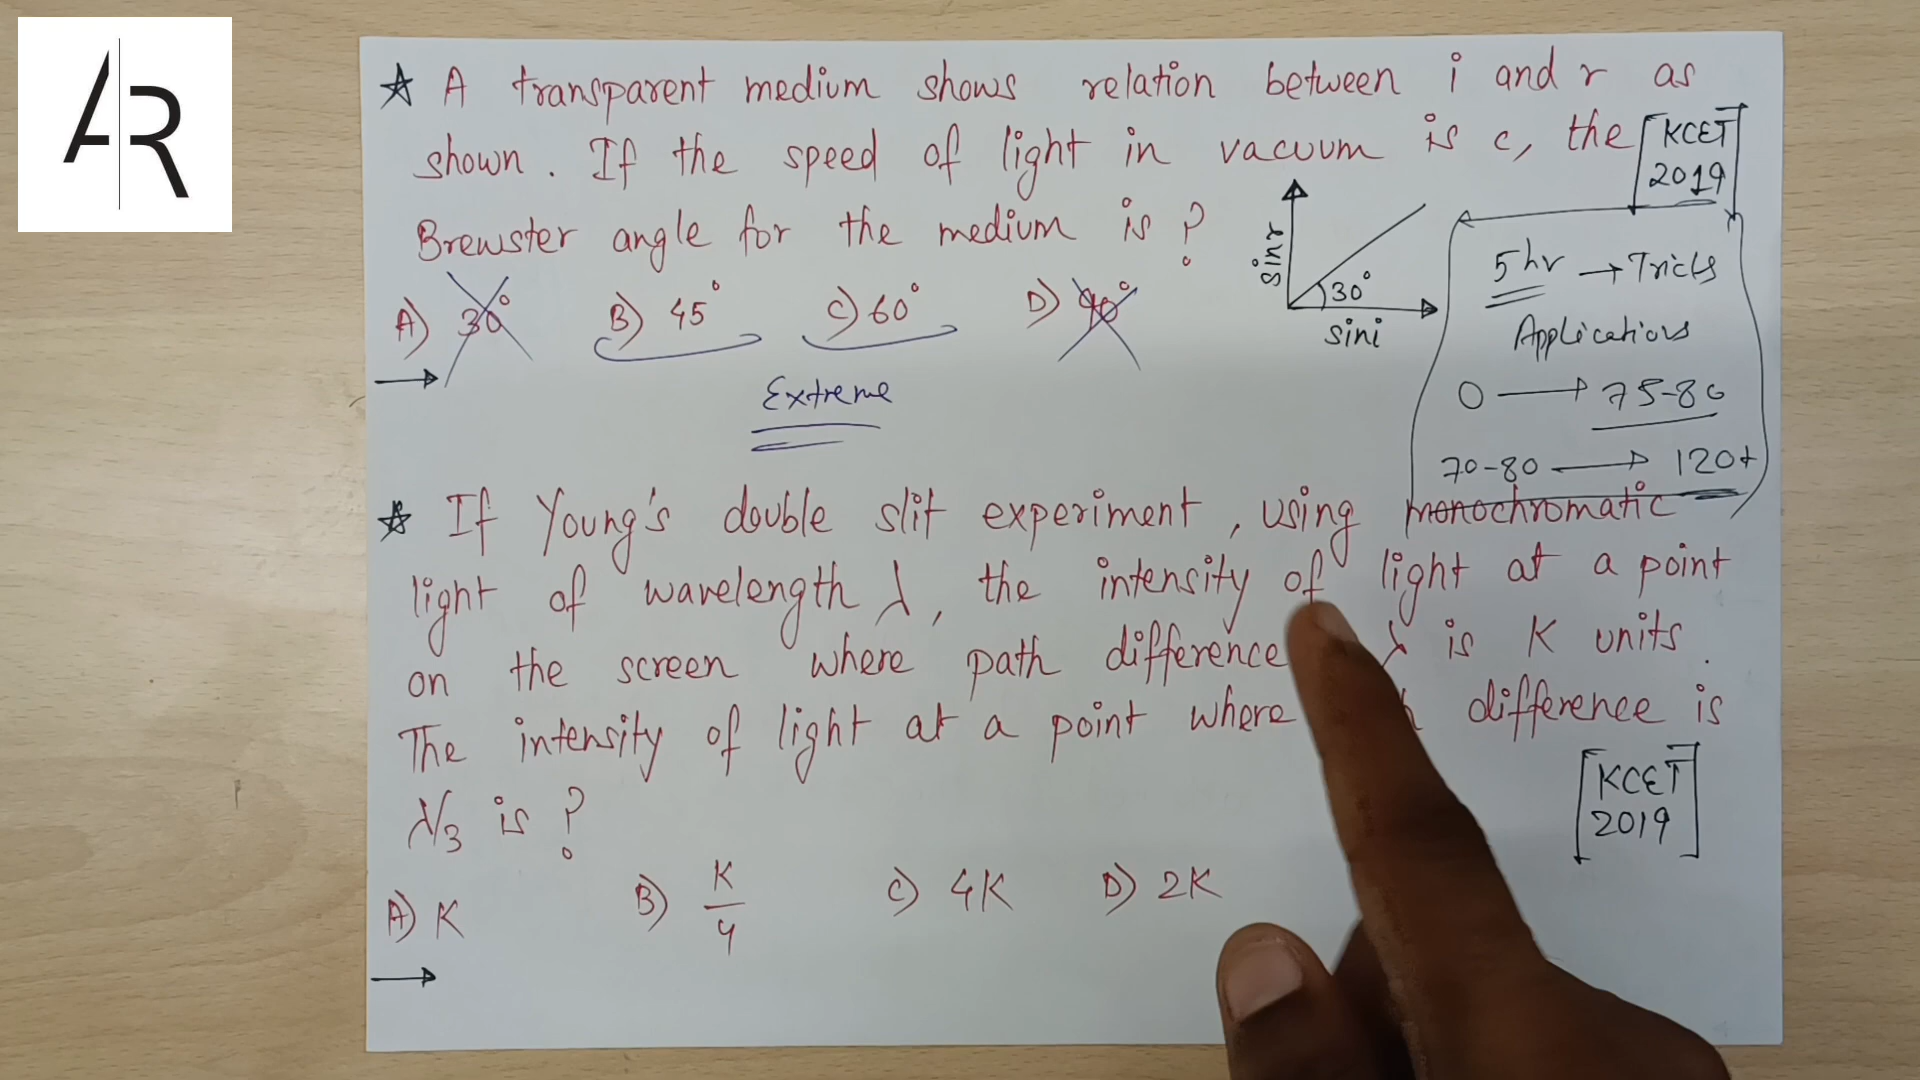 AR
☆ A transparent medium shows relation between i and r as
shown. If the speed of light in vacuum is c, the
Brewster angle for the medium is ?
A) 30° B) 45° C) 60° D) 90°
Extreme
sinr
30°
sini
[KCET
2019]
5hr → Tricks
Applications
0 → 75-80
70-80 → 120+
☆ If Young's double slit experiment, using monochromatic
light of wavelength λ, the intensity of light at a point
on the screen where path difference λ is K units.
The intensity of light at a point where difference is
λ/3 is ?
[KCET
2019]
A) K B) K/4 C) 4K D) 2K